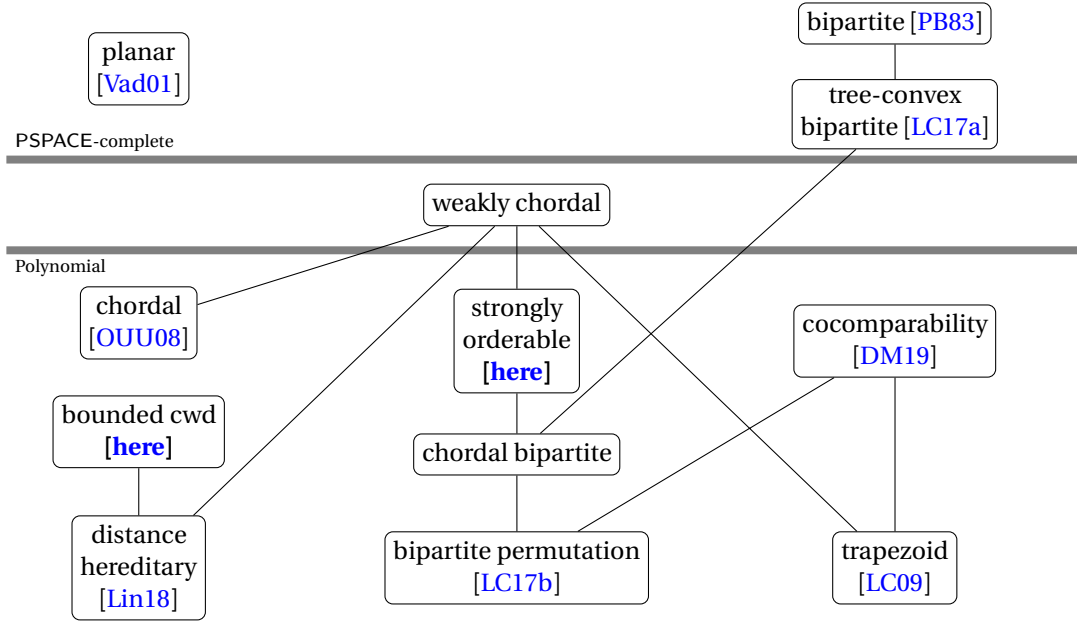 bipartite [PB83]
planar
[Vad01]
tree-convex
bipartite [LC17a]
PSPACE-complete
weakly chordal
Polynomial
chordal
[OUU08]
strongly
orderable
[here]
cocomparability
[DM19]
bounded cwd
[here]
chordal bipartite
distance
hereditary
[Lin18]
bipartite permutation
[LC17b]
trapezoid
[LC09]